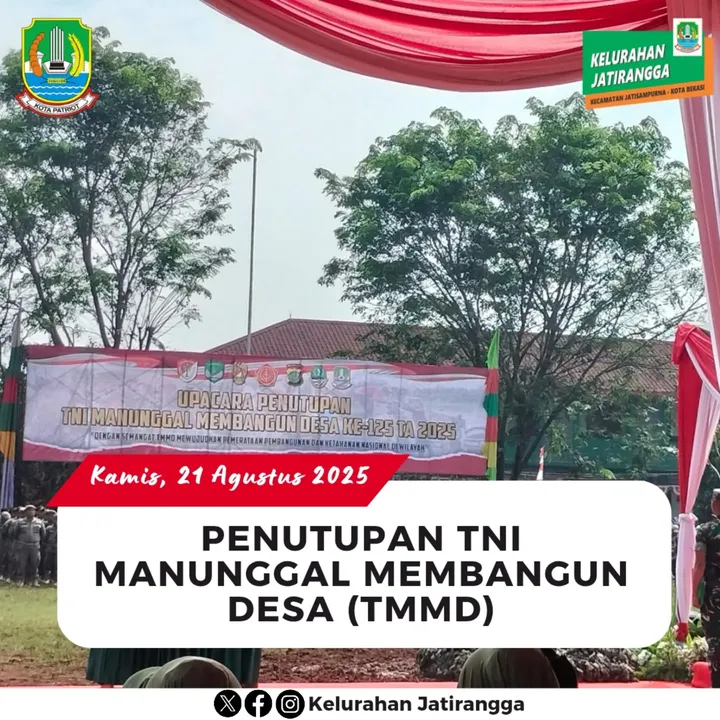 KOTA PATRIOT
KELURAHAN
JATIRANGGA
KECAMATAN JATISAMPURNA - KOTA BEKASI
UPACARA PENUTUPAN
TNI MANUNGGAL MEMBANGUN DESA KE-125 TA 2025
"DENGAN SEMANGAT TMMD MEWUJUDKAN PEMERATAAN PEMBANGUNAN DAN KETAHANAN NASIONAL DI WILAYAH"
Kamis, 21 Agustus 2025
PENUTUPAN TNI
MANUNGGAL MEMBANGUN
DESA (TMMD)
Kelurahan Jatirangga